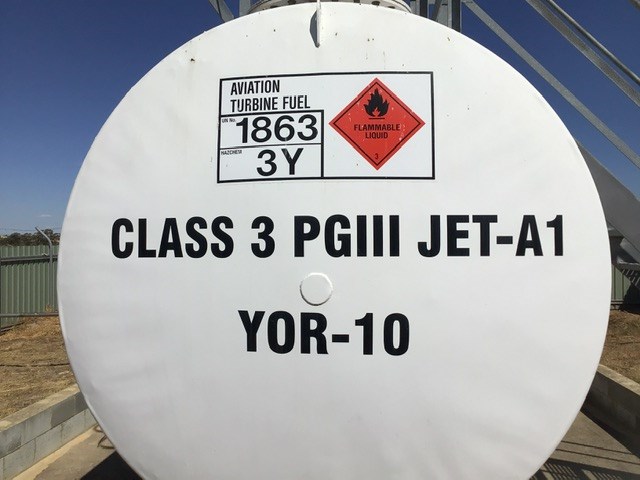 AVIATION
TURBINE FUEL
UN No.
1863
HAZCHEM
3Y
FLAMMABLE
LIQUID
3
CLASS 3 PGIII JET-A1
YOR-10